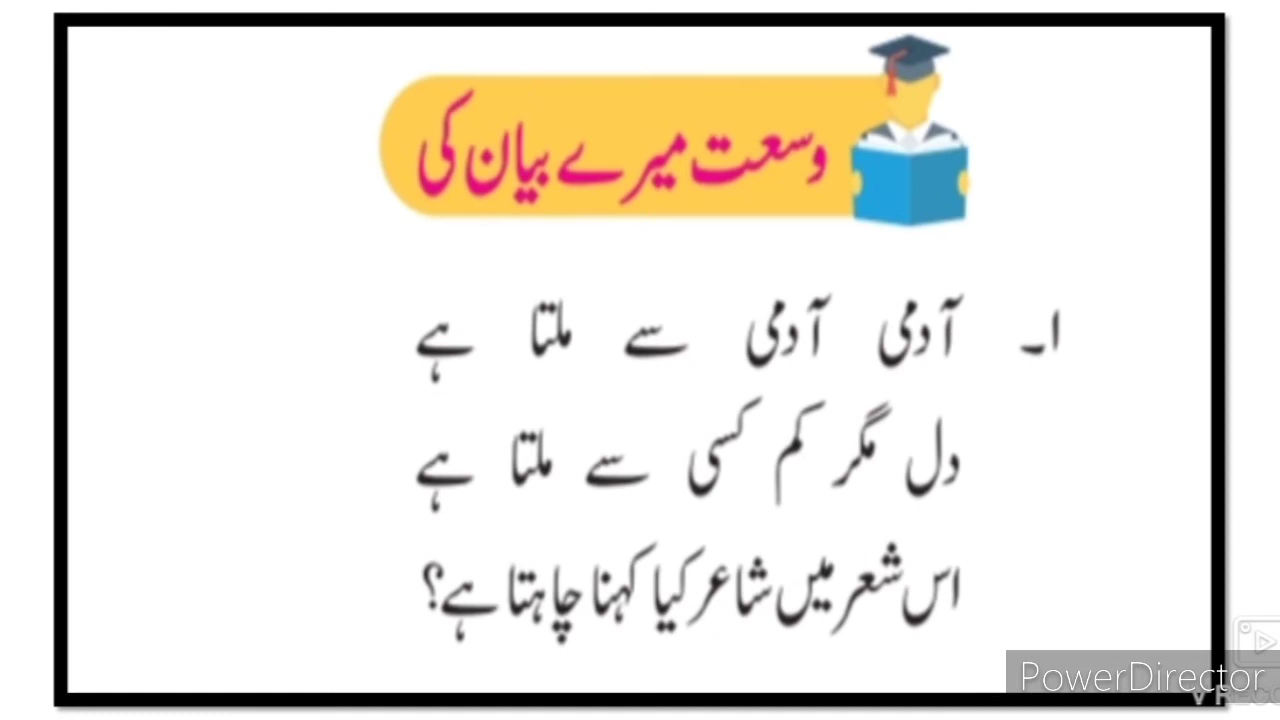 وسعت میرے بیان کی
۱۔ آدمی آدمی سے ملتا ہے
دل مگر کم کسی سے ملتا ہے
اس شعر میں شاعر کیا کہنا چاہتا ہے؟
PowerDirector